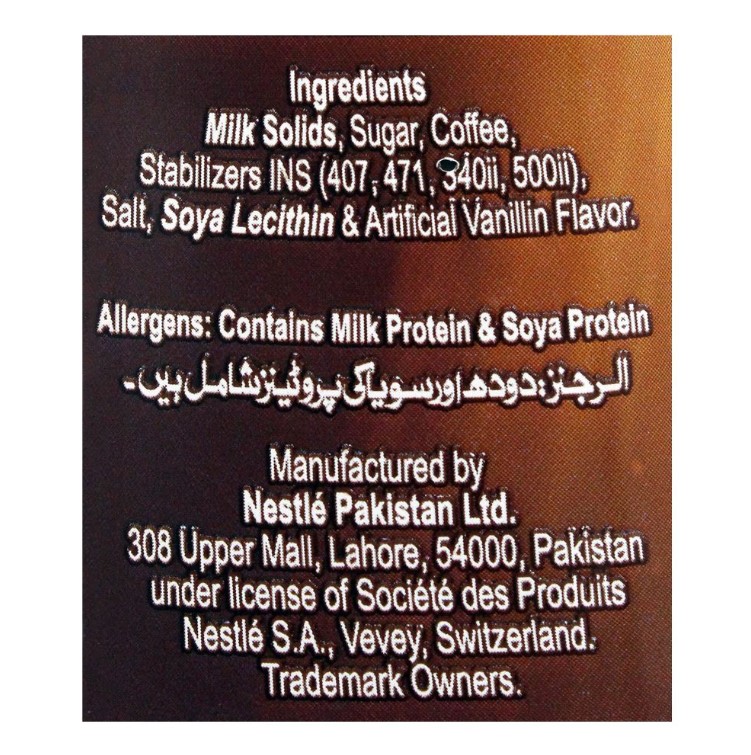 Ingredients
Milk Solids, Sugar, Coffee,
Stabilizers INS (407, 471, 340ii, 500ii),
Salt, Soya Lecithin & Artificial Vanillin Flavor.
Allergens: Contains Milk Protein & Soya Protein
الرجنز: دودھ اور سویا کی پروٹینز شامل ہیں۔
Manufactured by
Nestlé Pakistan Ltd.
308 Upper Mall, Lahore, 54000, Pakistan
under license of Société des Produits
Nestlé S.A., Vevey, Switzerland.
Trademark Owners.